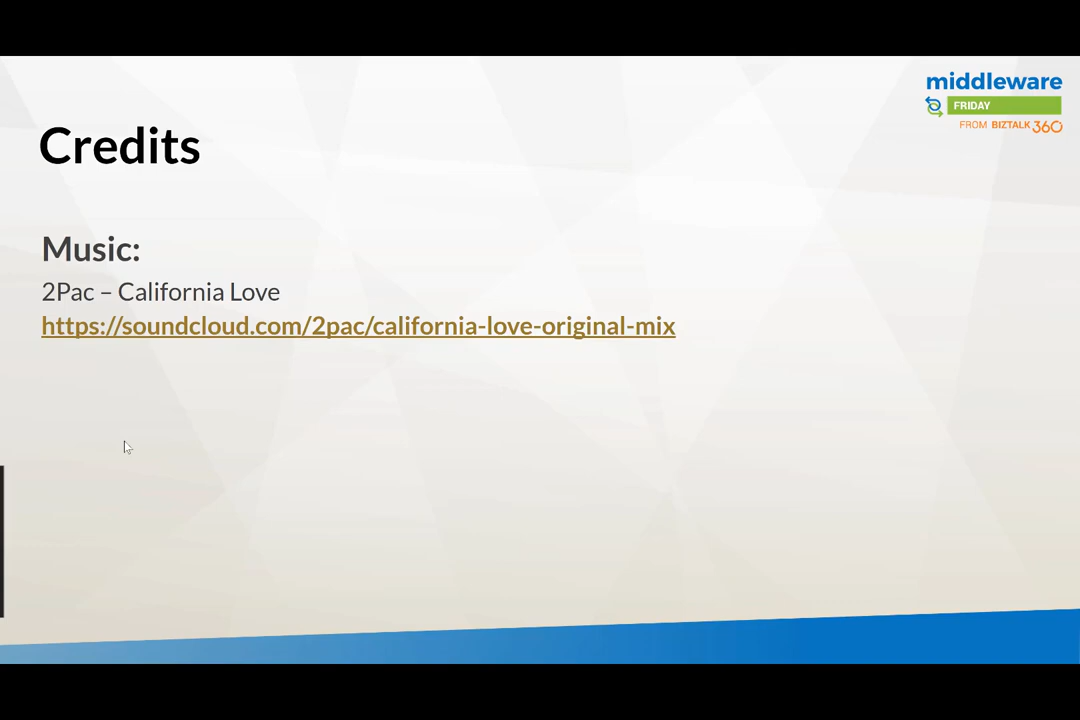 middleware
FRIDAY
FROM BIZTALK 360
Credits
Music:
2Pac – California Love
https://soundcloud.com/2pac/california-love-original-mix